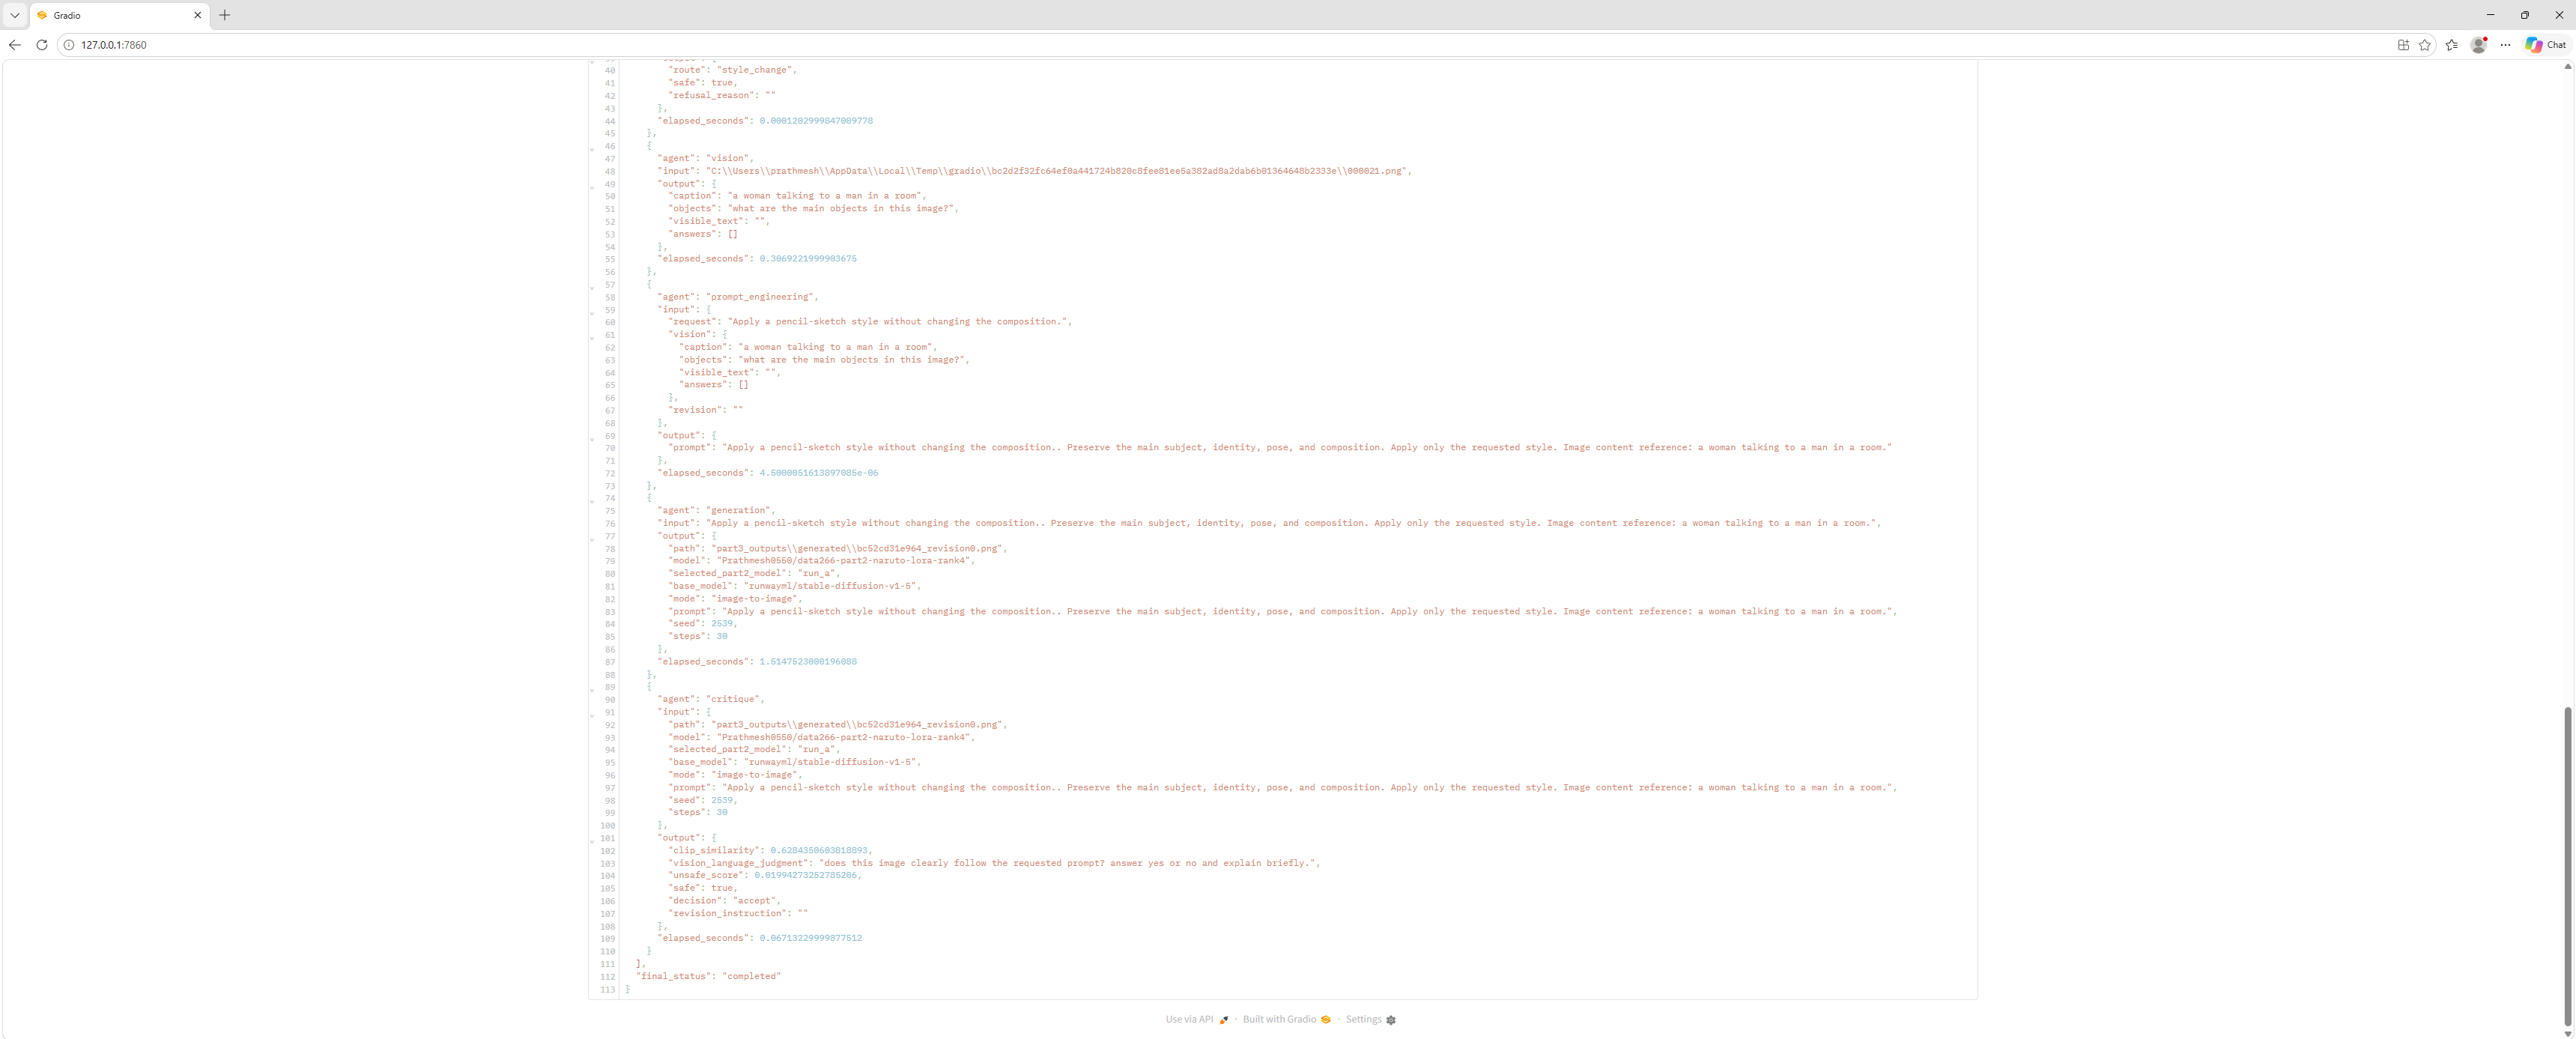 Gradio
127.0.0.1:7860
Chat
40 "route": "style_change",
41 "safe": true,
42 "refusal_reason": ""
43 },
44 "elapsed_seconds": 0.0001202999847009778
45 },
46 {
47 "agent": "vision",
48 "input": "C:\\Users\\prathmesh\\AppData\\Local\\Temp\\gradio\\bc2d2f32fc64ef0a441724b820c8fee81ee5a382ad8a2dab6b01364648b2333e\\000021.png",
49 "output": {
50 "caption": "a woman talking to a man in a room",
51 "objects": "what are the main objects in this image?",
52 "visible_text": "",
53 "answers": []
54 },
55 "elapsed_seconds": 0.3069221999903675
56 },
57 {
58 "agent": "prompt_engineering",
59 "input": {
60 "request": "Apply a pencil-sketch style without changing the composition.",
61 "vision": {
62 "caption": "a woman talking to a man in a room",
63 "objects": "what are the main objects in this image?",
64 "visible_text": "",
65 "answers": []
66 },
67 "revision": ""
68 },
69 "output": {
70 "prompt": "Apply a pencil-sketch style without changing the composition.. Preserve the main subject, identity, pose, and composition. Apply only the requested style. Image content reference: a woman talking to a man in a room."
71 },
72 "elapsed_seconds": 4.5000051613897085e-06
73 },
74 {
75 "agent": "generation",
76 "input": "Apply a pencil-sketch style without changing the composition.. Preserve the main subject, identity, pose, and composition. Apply only the requested style. Image content reference: a woman talking to a man in a room.",
77 "output": {
78 "path": "part3_outputs\\generated\\bc52cd31e964_revision0.png",
79 "model": "Prathmesh0550/data266-part2-naruto-lora-rank4",
80 "selected_part2_model": "run_a",
81 "base_model": "runwayml/stable-diffusion-v1-5",
82 "mode": "image-to-image",
83 "prompt": "Apply a pencil-sketch style without changing the composition.. Preserve the main subject, identity, pose, and composition. Apply only the requested style. Image content reference: a woman talking to a man in a room.",
84 "seed": 2539,
85 "steps": 30
86 },
87 "elapsed_seconds": 1.5147523000196088
88 },
89 {
90 "agent": "critique",
91 "input": {
92 "path": "part3_outputs\\generated\\bc52cd31e964_revision0.png",
93 "model": "Prathmesh0550/data266-part2-naruto-lora-rank4",
94 "selected_part2_model": "run_a",
95 "base_model": "runwayml/stable-diffusion-v1-5",
96 "mode": "image-to-image",
97 "prompt": "Apply a pencil-sketch style without changing the composition.. Preserve the main subject, identity, pose, and composition. Apply only the requested style. Image content reference: a woman talking to a man in a room.",
98 "seed": 2539,
99 "steps": 30
100 },
101 "output": {
102 "clip_similarity": 0.6284350603818893,
103 "vision_language_judgment": "does this image clearly follow the requested prompt? answer yes or no and explain briefly.",
104 "unsafe_score": 0.01994273252785206,
105 "safe": true,
106 "decision": "accept",
107 "revision_instruction": ""
108 },
109 "elapsed_seconds": 0.06713229999877512
110 }
111 ],
112 "final_status": "completed"
113 }
Use via API · Built with Gradio · Settings